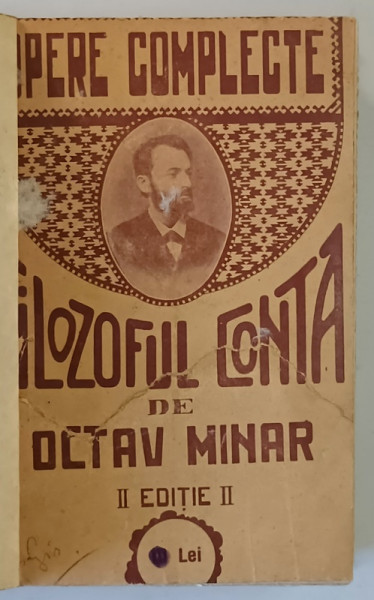 OPERE COMPLECTE
FILOZOFUL CONTA
DE
OCTAV MINAR
II EDIȚIE II
Lei